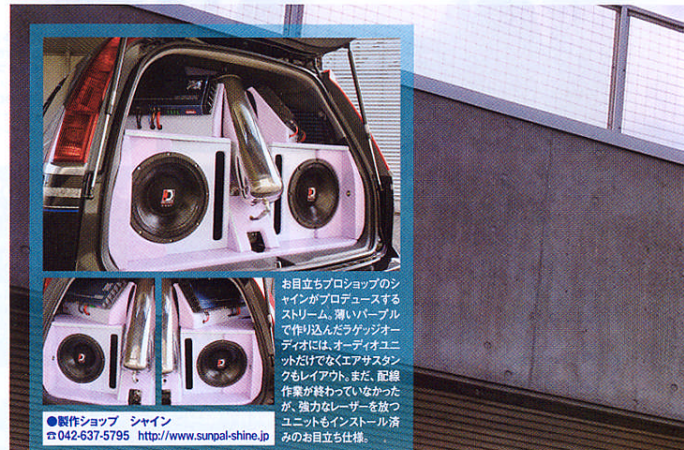 お目立ちプロショップのシ
ャインがプロデュースする
ストリーム。薄いパープル
で作り込んだラゲッジオー
ディオには、オーディオユニ
ットだけでなくエアサスタン
クもレイアウト。まだ、配線
作業が終わっていなかった
が、強力なレーザーを放つ
ユニットもインストール済
みのお目立ち仕様。
●製作ショップ　シャイン
☎042-637-5795 http://www.sunpal-shine.jp